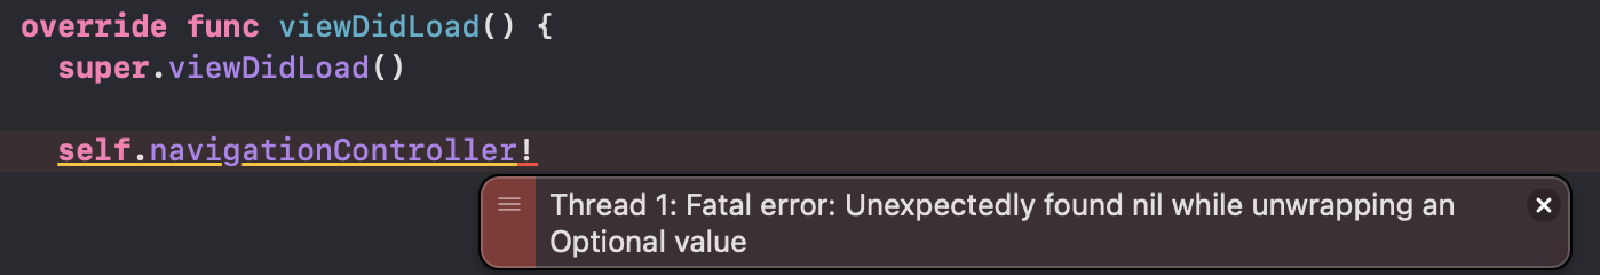 override func viewDidLoad() {
super.viewDidLoad()
self.navigationController!
Thread 1: Fatal error: Unexpectedly found nil while unwrapping an
Optional value